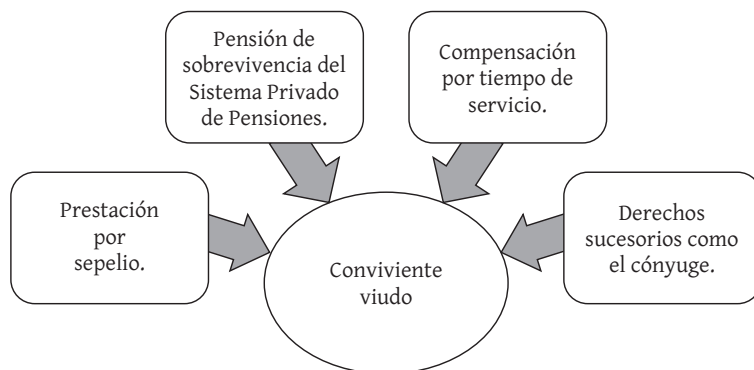 Pensión de
sobrevivencia del
Sistema Privado
de Pensiones.
Compensación
por tiempo de
servicio.
Prestación
por
sepelio.
Derechos
sucesorios como
el cónyuge.
Conviviente
viudo